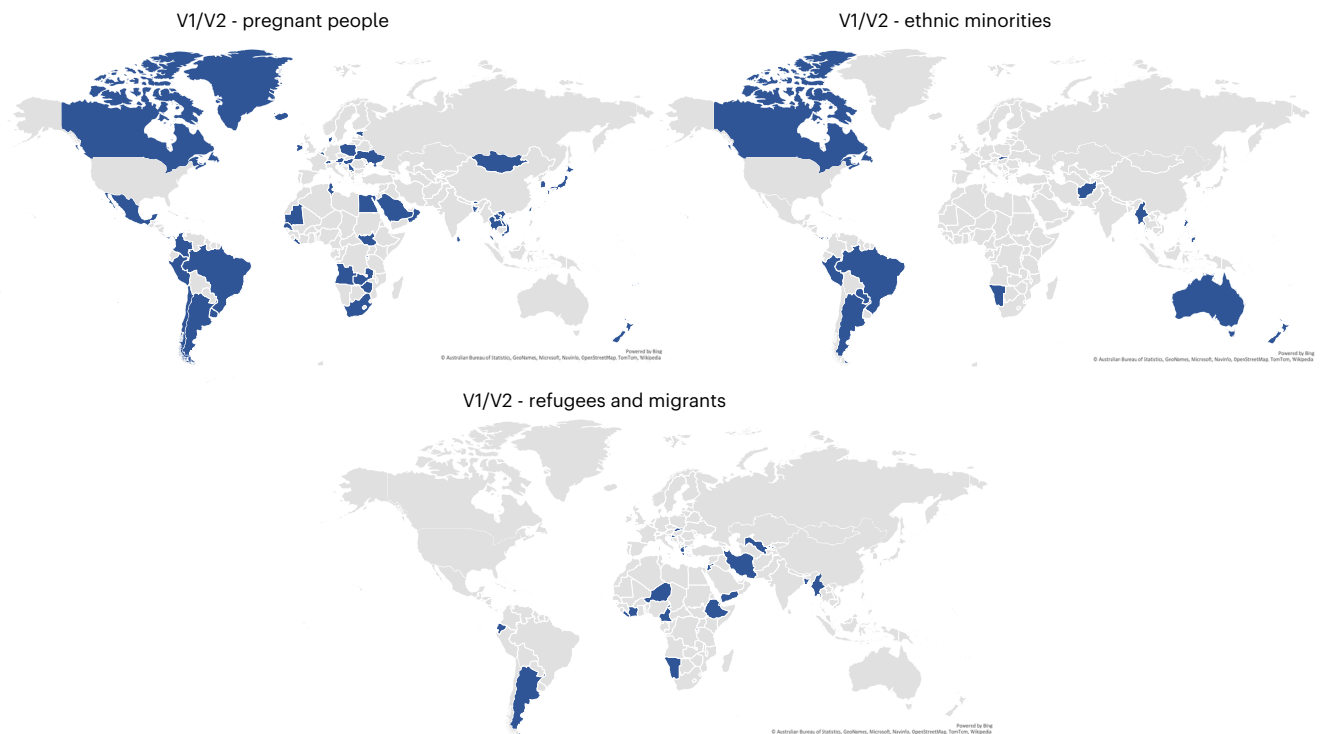 V1/V2 - pregnant people
V1/V2 - ethnic minorities
Powered by Bing
© Australian Bureau of Statistics, GeoNames, Microsoft, Navinfo, OpenStreetMap, TomTom, Wikipedia
Powered by Bing
© Australian Bureau of Statistics, GeoNames, Microsoft, Navinfo, OpenStreetMap, TomTom, Wikipedia
V1/V2 - refugees and migrants
Powered by Bing
© Australian Bureau of Statistics, GeoNames, Microsoft, Navinfo, OpenStreetMap, TomTom, Wikipedia